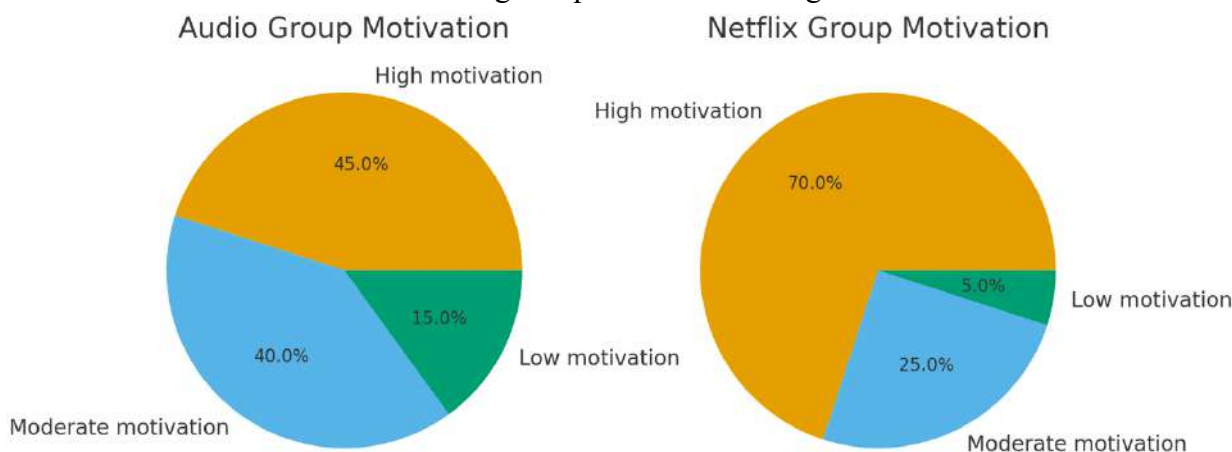 Audio Group Motivation
High motivation
45.0%
40.0%
15.0%
Low motivation
Moderate motivation
Netflix Group Motivation
High motivation
70.0%
5.0%
Low motivation
25.0%
Moderate motivation